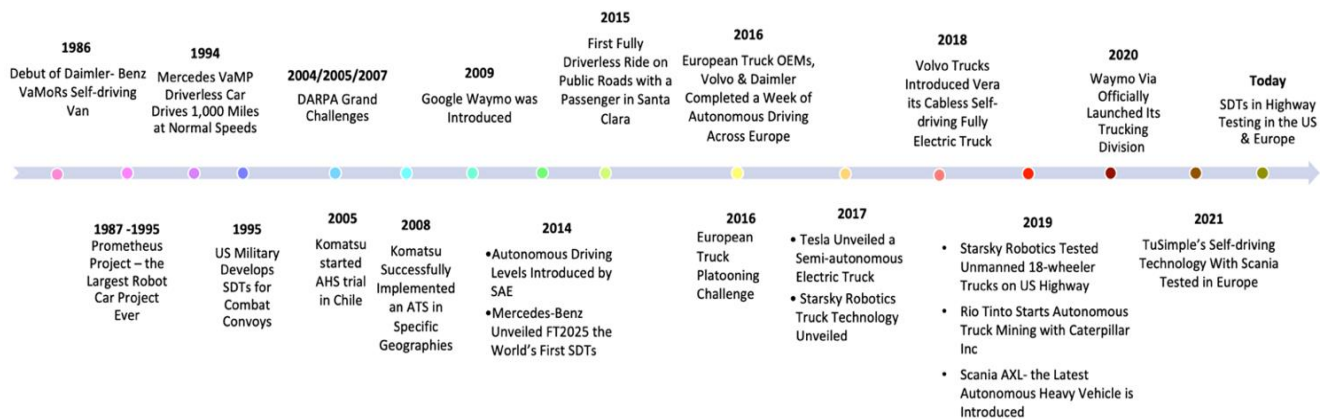 1986
Debut of Daimler- Benz
VaMoRs Self-driving
Van
1994
Mercedes VaMP
Driverless Car
Drives 1,000 Miles
at Normal Speeds
2004/2005/2007
DARPA Grand
Challenges
2009
Google Waymo was
Introduced
2015
First Fully
Driverless Ride on
Public Roads with a
Passenger in Santa
Clara
2016
European Truck OEMs,
Volvo & Daimler
Completed a Week of
Autonomous Driving
Across Europe
2018
Volvo Trucks
Introduced Vera
its Cabless Self-
driving Fully
Electric Truck
2020
Waymo Via
Officially
Launched Its
Trucking
Division
Today
SDTs in Highway
Testing in the US
& Europe
1987 -1995
Prometheus
Project – the
Largest Robot
Car Project
Ever
1995
US Military
Develops
SDTs for
Combat
Convoys
2005
Komatsu
started
AHS trial
in Chile
2008
Komatsu
Successfully
Implemented
an ATS in
Specific
Geographies
2014
•Autonomous Driving
Levels Introduced by
SAE
•Mercedes-Benz
Unveiled FT2025 the
World's First SDTs
2016
European
Truck
Platooning
Challenge
2017
• Tesla Unveiled a
Semi-autonomous
Electric Truck
• Starsky Robotics
Truck Technology
Unveiled
2019
• Starsky Robotics Tested
Unmanned 18-wheeler
Trucks on US Highway
• Rio Tinto Starts Autonomous
Truck Mining with Caterpillar
Inc
• Scania AXL- the Latest
Autonomous Heavy Vehicle is
Introduced
2021
TuSimple's Self-driving
Technology With Scania
Tested in Europe